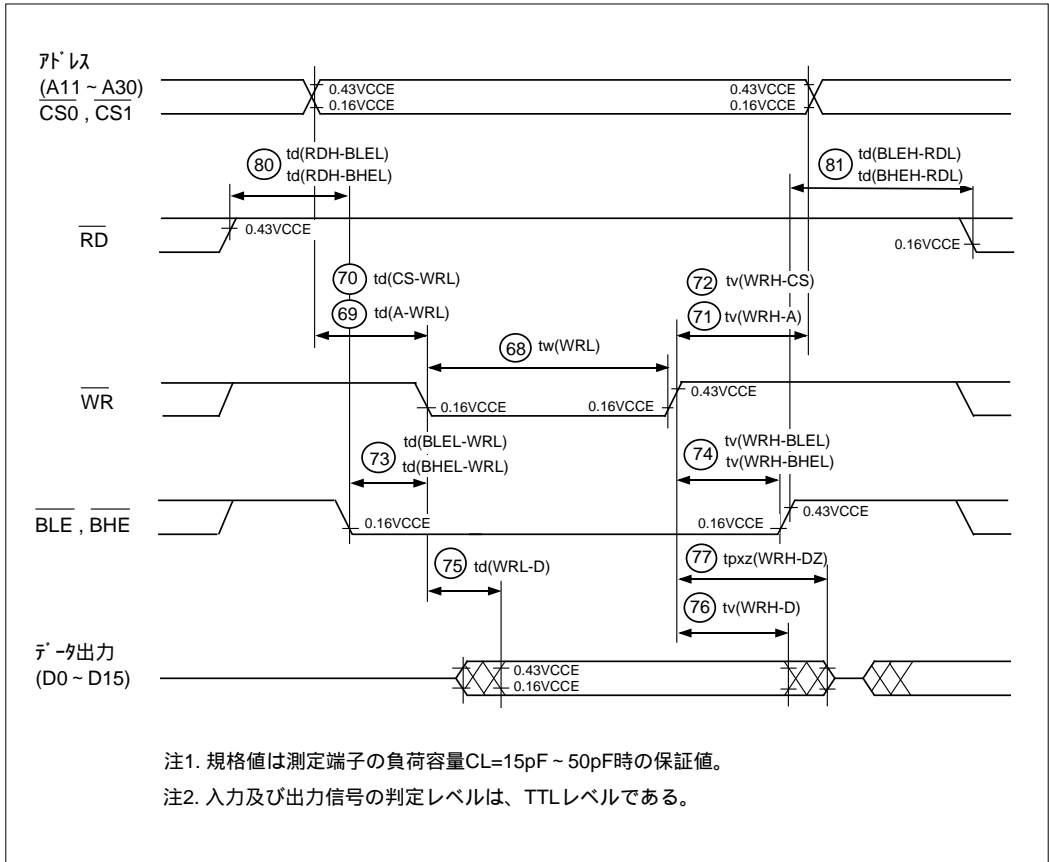 ｱﾄﾞﾚｽ
(A11 ~ A30)
CS0 , CS1
0.43VCCE
0.16VCCE
0.43VCCE
0.16VCCE
80 td(RDH-BLEL)
td(RDH-BHEL)
81 td(BLEH-RDL)
td(BHEH-RDL)
RD
0.43VCCE
0.16VCCE
70 td(CS-WRL)
69 td(A-WRL)
72 tv(WRH-CS)
71 tv(WRH-A)
68 tw(WRL)
WR
0.16VCCE
0.16VCCE
0.43VCCE
73 td(BLEL-WRL)
td(BHEL-WRL)
74 tv(WRH-BLEL)
tv(WRH-BHEL)
BLE , BHE
0.16VCCE
0.16VCCE
0.43VCCE
75 td(WRL-D)
77 tpxz(WRH-DZ)
76 tv(WRH-D)
ﾃﾞｰﾀ出力
(D0 ~ D15)
0.43VCCE
0.16VCCE
注1. 規格値は測定端子の負荷容量CL=15pF ~ 50pF時の保証値。
注2. 入力及び出力信号の判定レベルは、TTLレベルである。